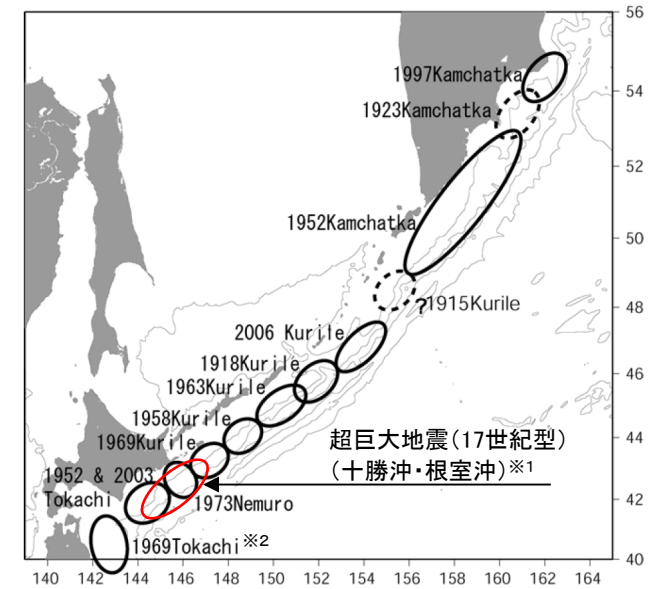 56
1997Kamchatka
54
1923Kamchatka
52
1952Kamchatka
50
?1915Kurile
48
2006 Kurile
1918Kurile
46
1963Kurile
1958Kurile
超巨大地震(17世紀型)
44
1969Kurile
(十勝沖・根室沖)※1
1952 & 2003
Tokachi
1973Nemuro
42
1969Tokachi※2
40
140 142 144 146 148 150 152 154 156 158 160 162 164